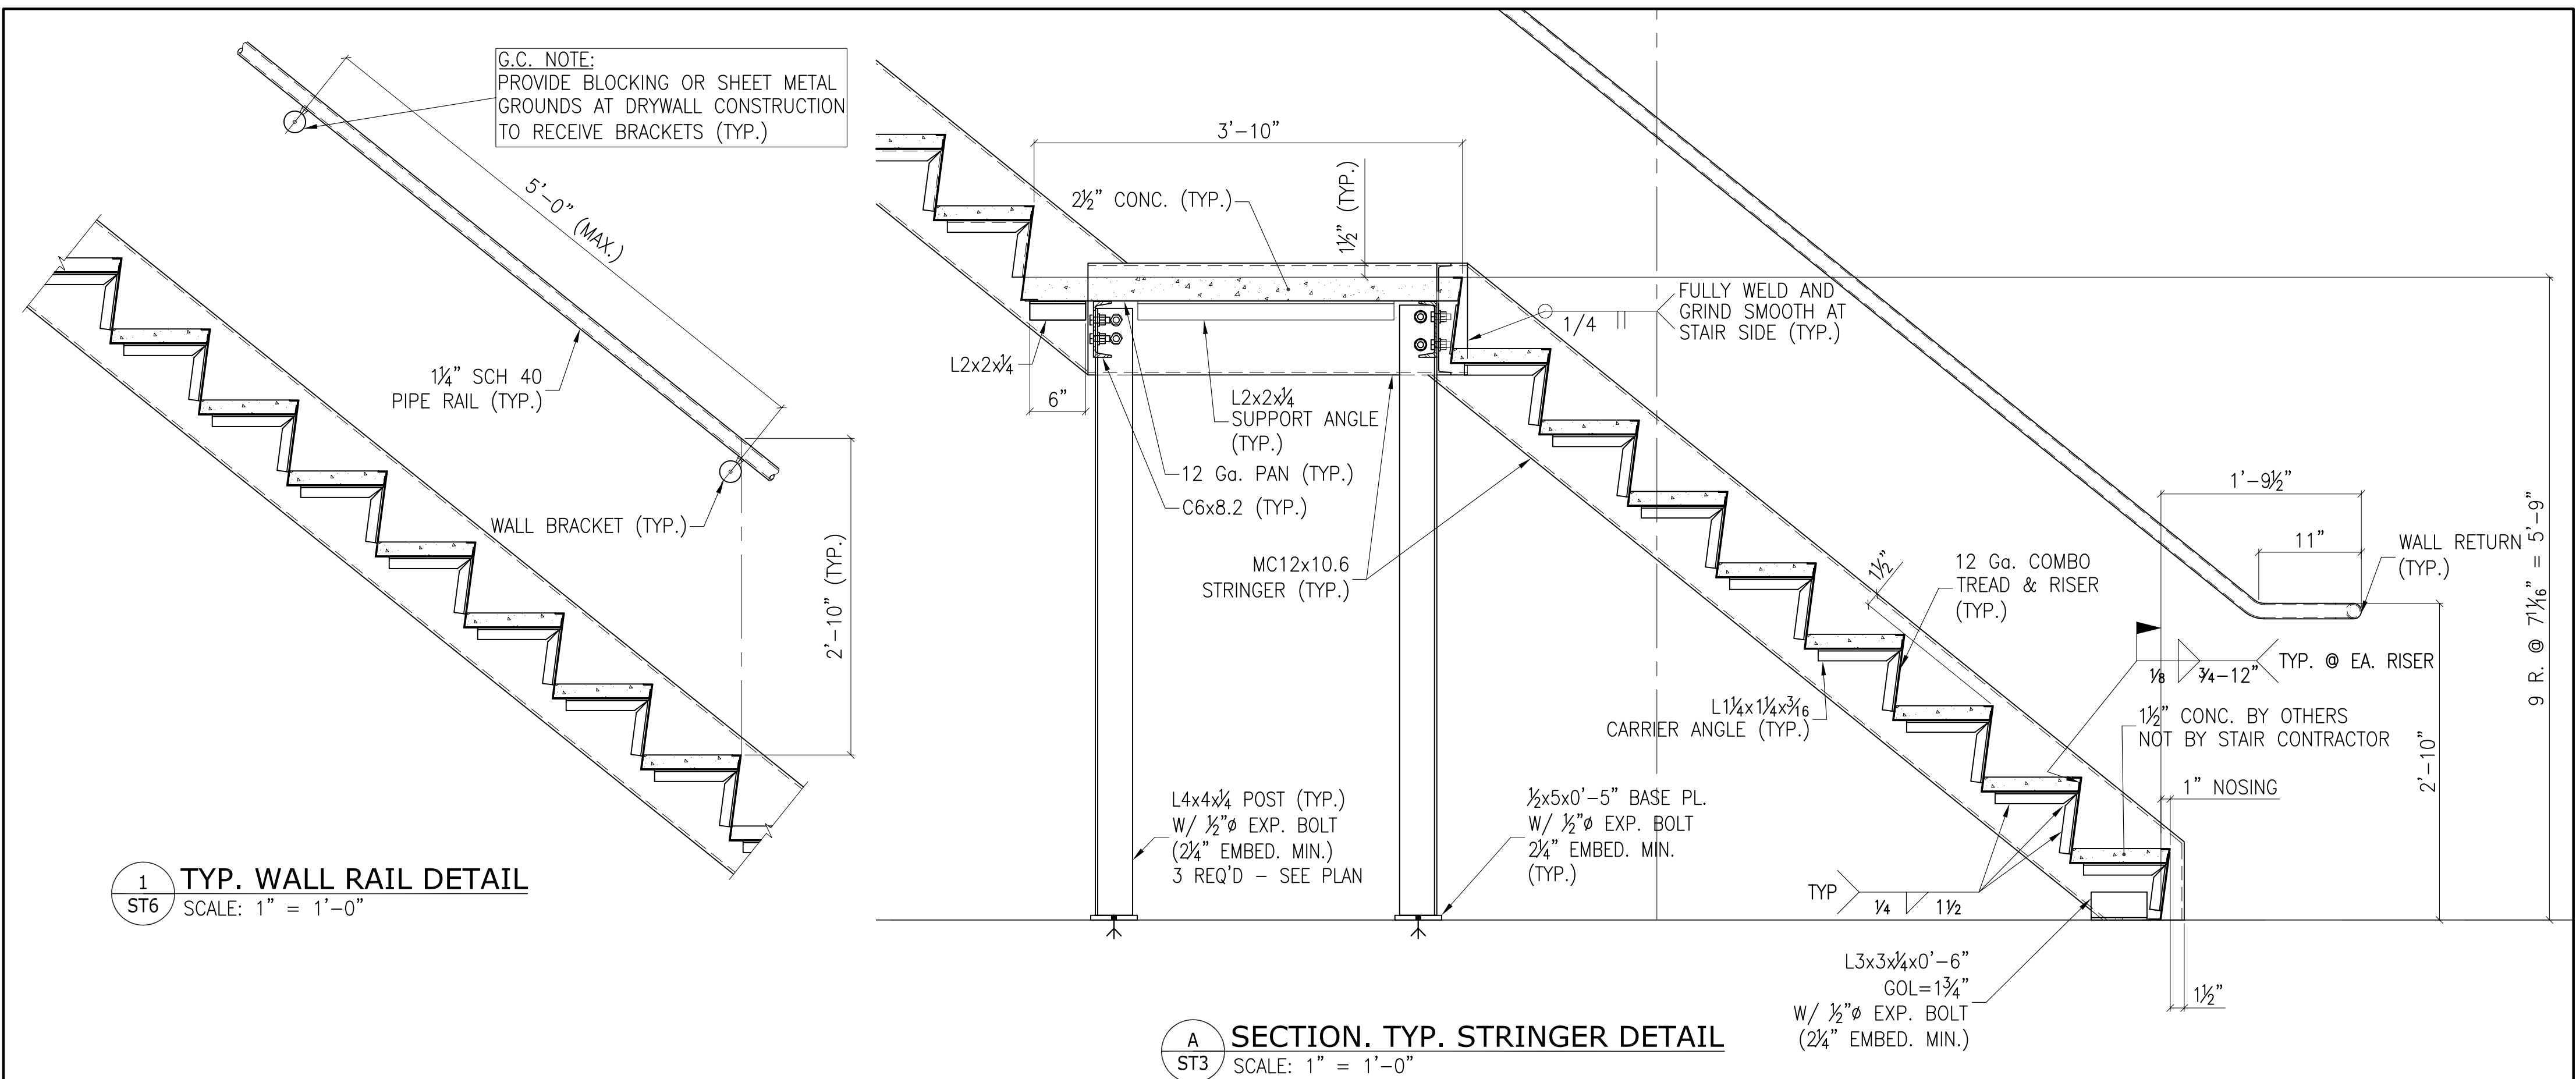 G.C. NOTE:
PROVIDE BLOCKING OR SHEET METAL
GROUNDS AT DRYWALL CONSTRUCTION
TO RECEIVE BRACKETS (TYP.)
5'-0" (MAX.)
1¼" SCH 40
PIPE RAIL (TYP.)
WALL BRACKET (TYP.)
2'-10" (TYP.)
1
ST6
TYP. WALL RAIL DETAIL
SCALE: 1" = 1'-0"
3'-10"
2½" CONC. (TYP.)
1½" (TYP.)
FULLY WELD AND
GRIND SMOOTH AT
STAIR SIDE (TYP.)
1/4
L2x2x¼
6"
L2x2x¼
SUPPORT ANGLE
(TYP.)
12 Ga. PAN (TYP.)
C6x8.2 (TYP.)
MC12x10.6
STRINGER (TYP.)
1½"
12 Ga. COMBO
TREAD & RISER
(TYP.)
1'-9½"
11"
WALL RETURN
(TYP.)
9 R. @ 7 11/16" = 5'-9"
⅛
¾-12"
TYP. @ EA. RISER
L1¼x1¼x3/16
CARRIER ANGLE (TYP.)
1½" CONC. BY OTHERS
NOT BY STAIR CONTRACTOR
2'-10"
1" NOSING
L4x4x¼ POST (TYP.)
W/ ½"ø EXP. BOLT
(2¼" EMBED. MIN.)
3 REQ'D - SEE PLAN
½x5x0'-5" BASE PL.
W/ ½"ø EXP. BOLT
2¼" EMBED. MIN.
(TYP.)
TYP
¼
1½
L3x3x¼x0'-6"
GOL=1¾"
W/ ½"ø EXP. BOLT
(2¼" EMBED. MIN.)
1½"
A
ST3
SECTION. TYP. STRINGER DETAIL
SCALE: 1" = 1'-0"